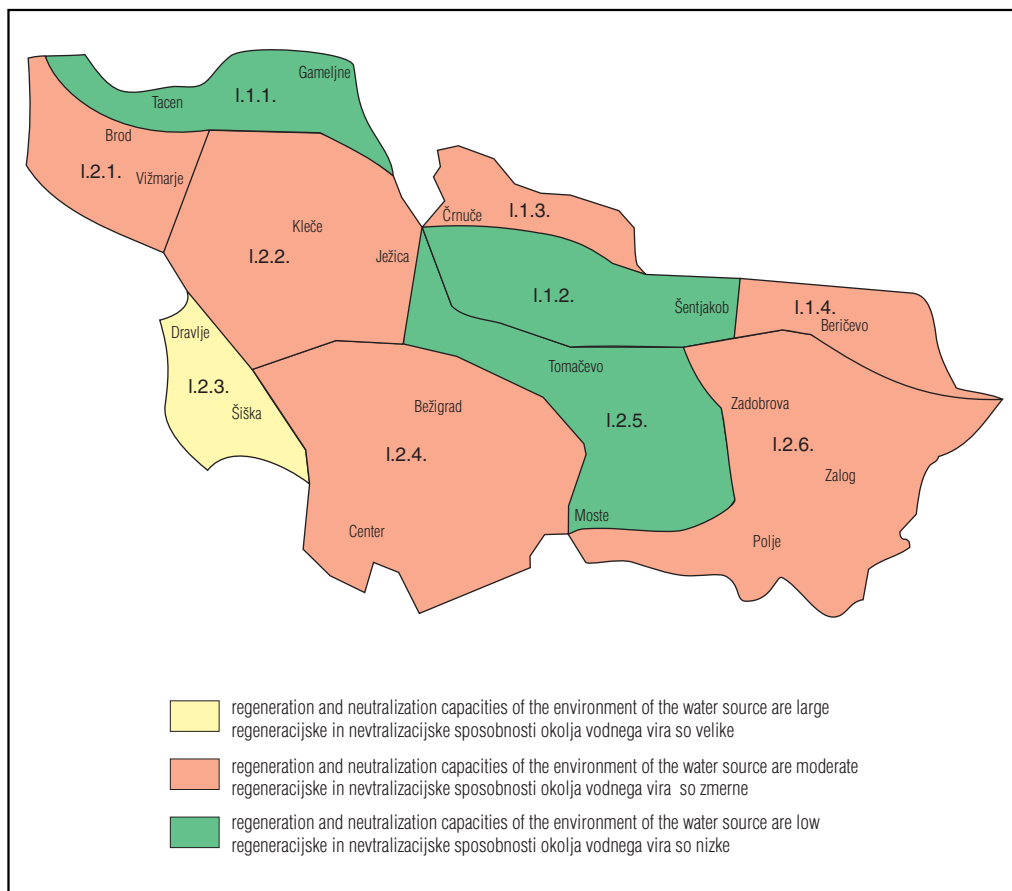 Gameljne
I.1.1.
Tacen
Brod
I.2.1.
Vižmarje
Kleče
I.2.2.
Ježica
Črnuče
I.1.3.
I.1.2.
Šentjakob
I.1.4.
Beričevo
Dravlje
I.2.3.
Šiška
Tomačevo
Bežigrad
I.2.5.
Zadobrova
I.2.4.
I.2.6.
Zalog
Center
Moste
Polje
regeneration and neutralization capacities of the environment of the water source are large
regeneracijske in nevtralizacijske sposobnosti okolja vodnega vira so velike
regeneration and neutralization capacities of the environment of the water source are moderate
regeneracijske in nevtralizacijske sposobnosti okolja vodnega vira so zmerne
regeneration and neutralization capacities of the environment of the water source are low
regeneracijske in nevtralizacijske sposobnosti okolja vodnega vira so nizke